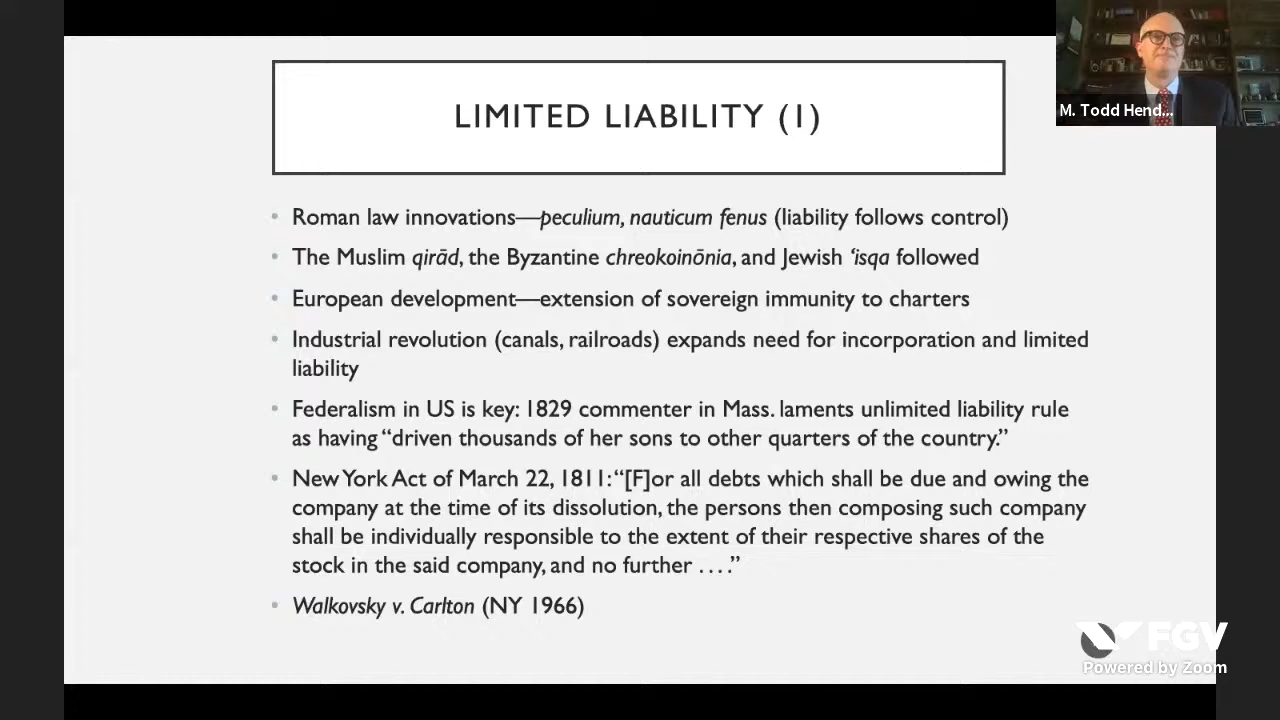 M. Todd Hend...
LIMITED LIABILITY (1)
• Roman law innovations—peculium, nauticum fenus (liability follows control)
• The Muslim qirād, the Byzantine chreokoinōnia, and Jewish ‘isqa followed
• European development—extension of sovereign immunity to charters
• Industrial revolution (canals, railroads) expands need for incorporation and limited
liability
• Federalism in US is key: 1829 commenter in Mass. laments unlimited liability rule
as having “driven thousands of her sons to other quarters of the country.”
• New York Act of March 22, 1811: “[F]or all debts which shall be due and owing the
company at the time of its dissolution, the persons then composing such company
shall be individually responsible to the extent of their respective shares of the
stock in the said company, and no further . . . .”
• Walkovsky v. Carlton (NY 1966)
FGV
Powered by Zoom